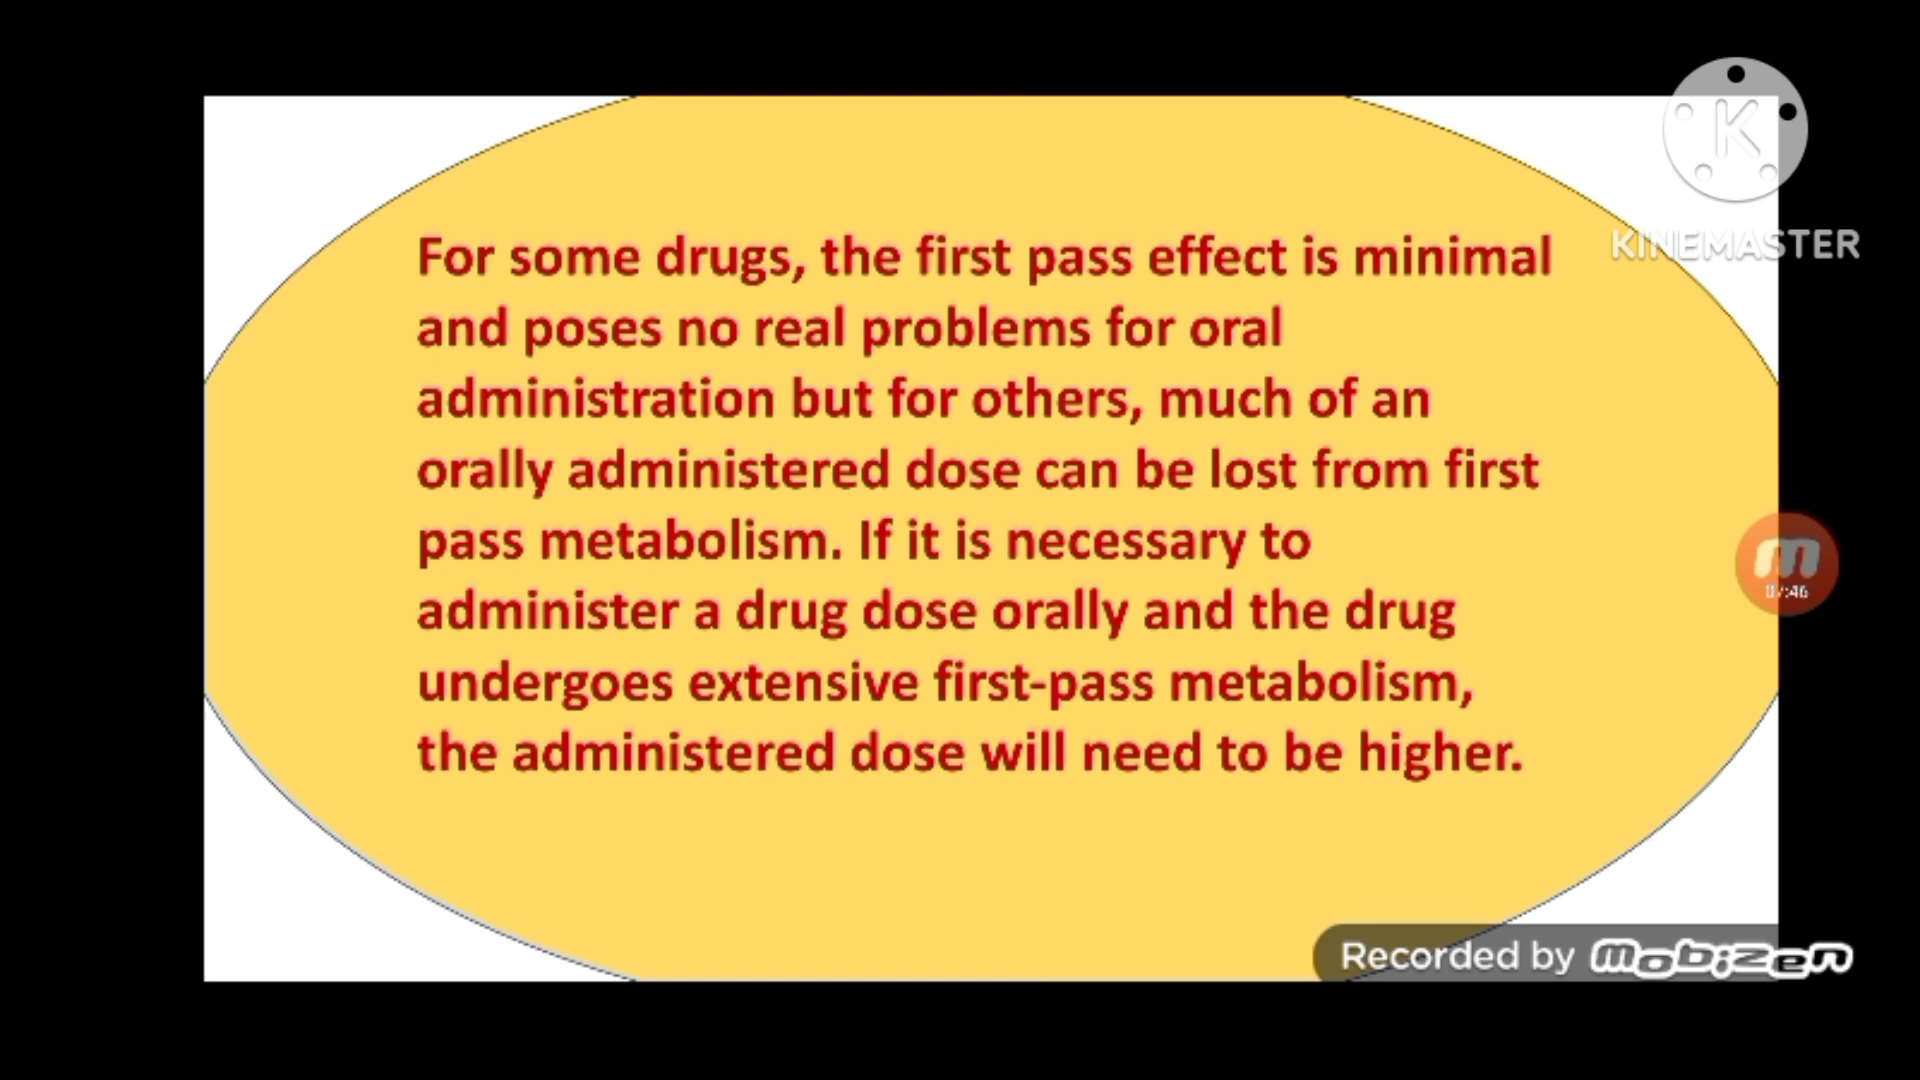 For some drugs, the first pass effect is minimal
and poses no real problems for oral
administration but for others, much of an
orally administered dose can be lost from first
pass metabolism. If it is necessary to
administer a drug dose orally and the drug
undergoes extensive first-pass metabolism,
the administered dose will need to be higher.
K
KINEMASTER
m
07:46
Recorded by mobizen